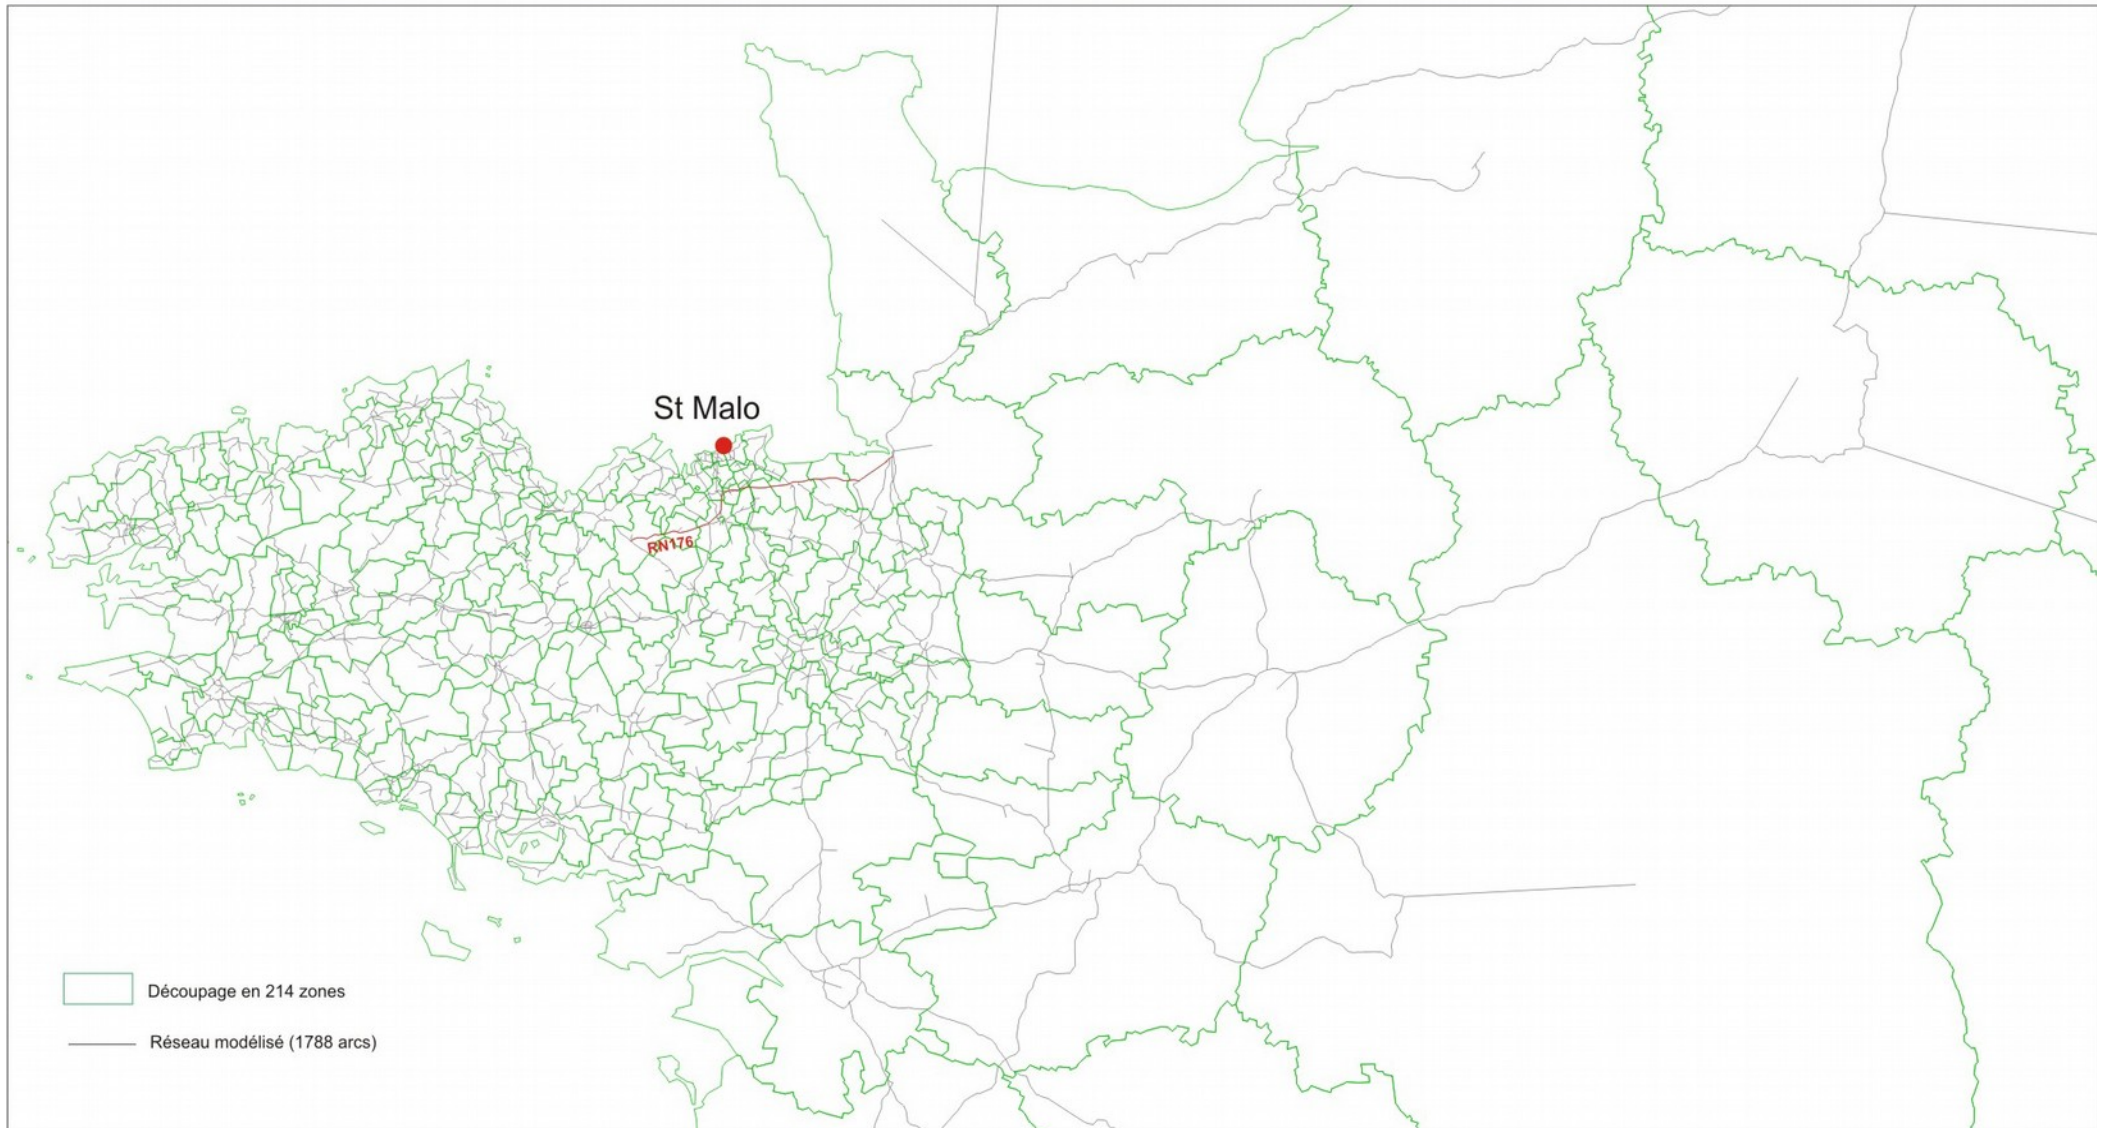 St Malo
RN176
Découpage en 214 zones
Réseau modélisé (1788 arcs)